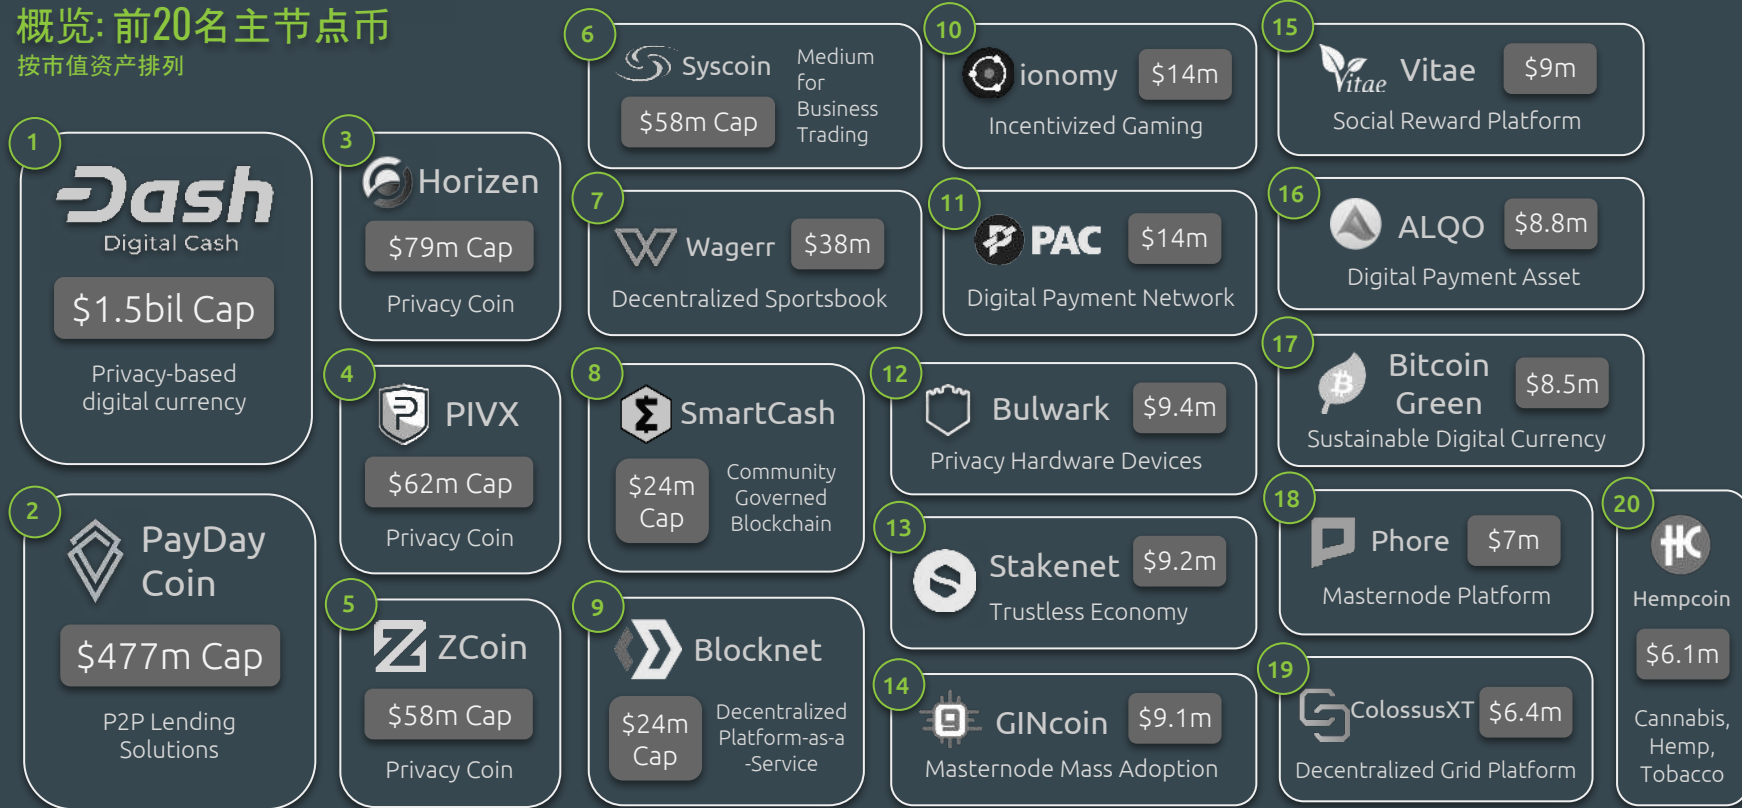 概览: 前20名主节点币
按市值资产排列
1
Dash
Digital Cash
$1.5bil Cap
Privacy-based
digital currency
2
PayDay
Coin
$477m Cap
P2P Lending
Solutions
3
Horizen
$79m Cap
Privacy Coin
4
PIVX
$62m Cap
Privacy Coin
5
ZCoin
$58m Cap
Privacy Coin
6
Syscoin
$58m Cap
Medium
for
Business
Trading
7
Wagerr
$38m
Decentralized Sportsbook
8
SmartCash
$24m
Cap
Community
Governed
Blockchain
9
Blocknet
$24m
Cap
Decentralized
Platform-as-a
-Service
10
ionomy
$14m
Incentivized Gaming
11
PAC
$14m
Digital Payment Network
12
Bulwark
$9.4m
Privacy Hardware Devices
13
Stakenet
$9.2m
Trustless Economy
14
GINcoin
$9.1m
Masternode Mass Adoption
15
Vitae
Vitae
$9m
Social Reward Platform
16
ALQO
$8.8m
Digital Payment Asset
17
Bitcoin
Green
$8.5m
Sustainable Digital Currency
18
Phore
$7m
Masternode Platform
19
ColossusXT
$6.4m
Decentralized Grid Platform
20
HC
Hempcoin
$6.1m
Cannabis,
Hemp,
Tobacco